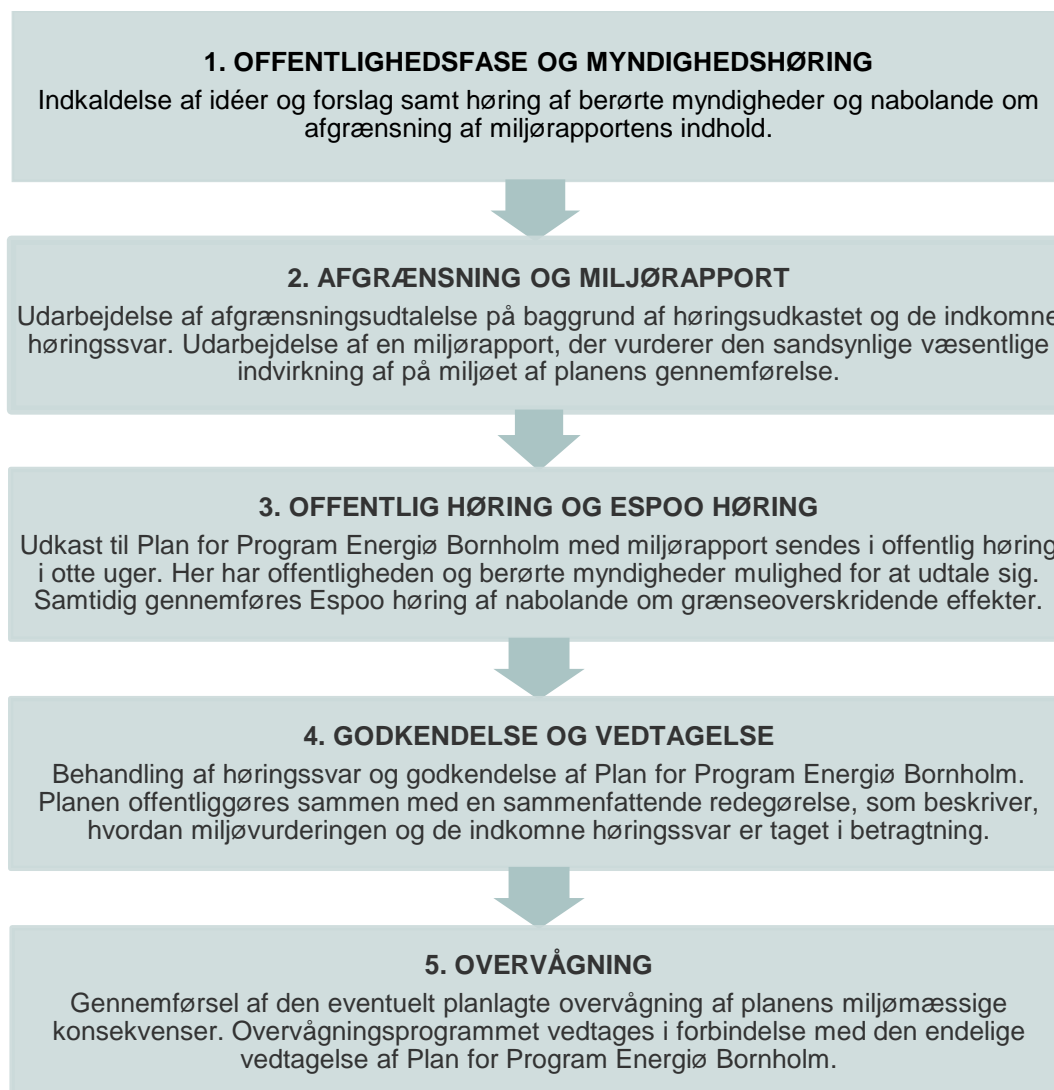 1. OFFENTLIGHEDSFASE OG MYNDIGHEDSHØRING
Indkaldelse af idéer og forslag samt høring af berørte myndigheder og nabolande om
afgrænsning af miljørapportens indhold.
2. AFGRÆNSNING OG MILJØRAPPORT
Udarbejdelse af afgrænsningsudtalelse på baggrund af høringsudkastet og de indkomne
høringssvar. Udarbejdelse af en miljørapport, der vurderer den sandsynlige væsentlige
indvirkning af på miljøet af planens gennemførelse.
3. OFFENTLIG HØRING OG ESPOO HØRING
Udkast til Plan for Program Energiø Bornholm med miljørapport sendes i offentlig høring
i otte uger. Her har offentligheden og berørte myndigheder mulighed for at udtale sig.
Samtidig gennemføres Espoo høring af nabolande om grænseoverskridende effekter.
4. GODKENDELSE OG VEDTAGELSE
Behandling af høringssvar og godkendelse af Plan for Program Energiø Bornholm.
Planen offentliggøres sammen med en sammenfattende redegørelse, som beskriver,
hvordan miljøvurderingen og de indkomne høringssvar er taget i betragtning.
5. OVERVÅGNING
Gennemførsel af den eventuelt planlagte overvågning af planens miljømæssige
konsekvenser. Overvågningsprogrammet vedtages i forbindelse med den endelige
vedtagelse af Plan for Program Energiø Bornholm.